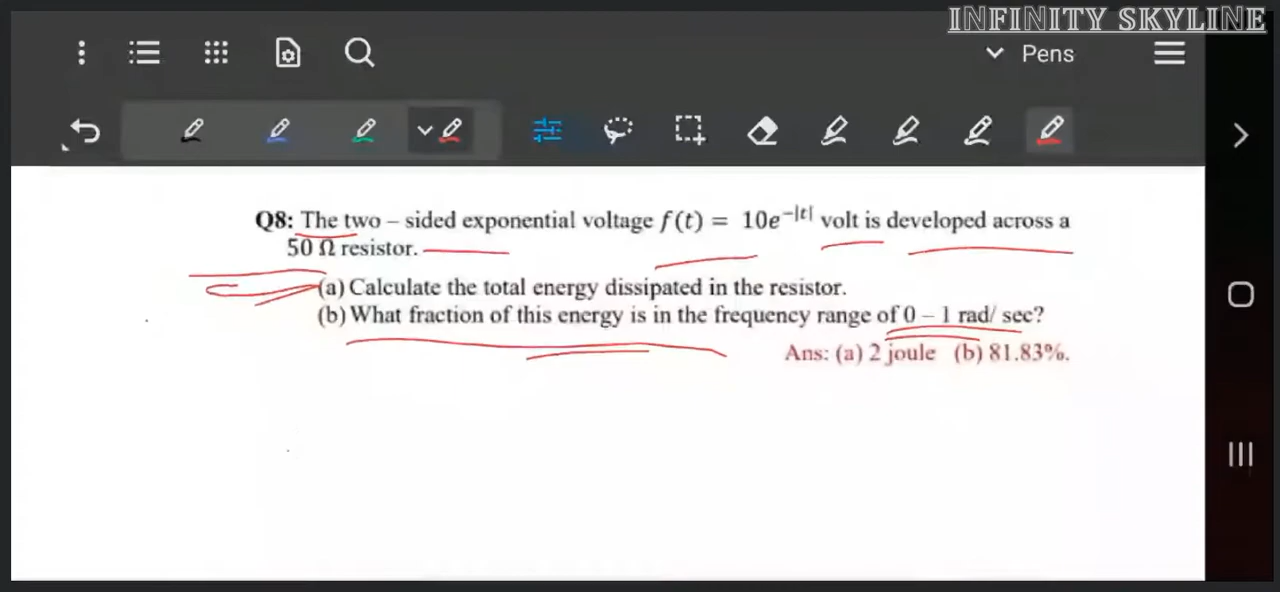 INFINITY SKYLINE
Pens
Q8: The two – sided exponential voltage f(t) = 10e^{-|t|} volt is developed across a
50 Ω resistor.
(a) Calculate the total energy dissipated in the resistor.
(b) What fraction of this energy is in the frequency range of 0 – 1 rad/ sec?
Ans: (a) 2 joule (b) 81.83%.